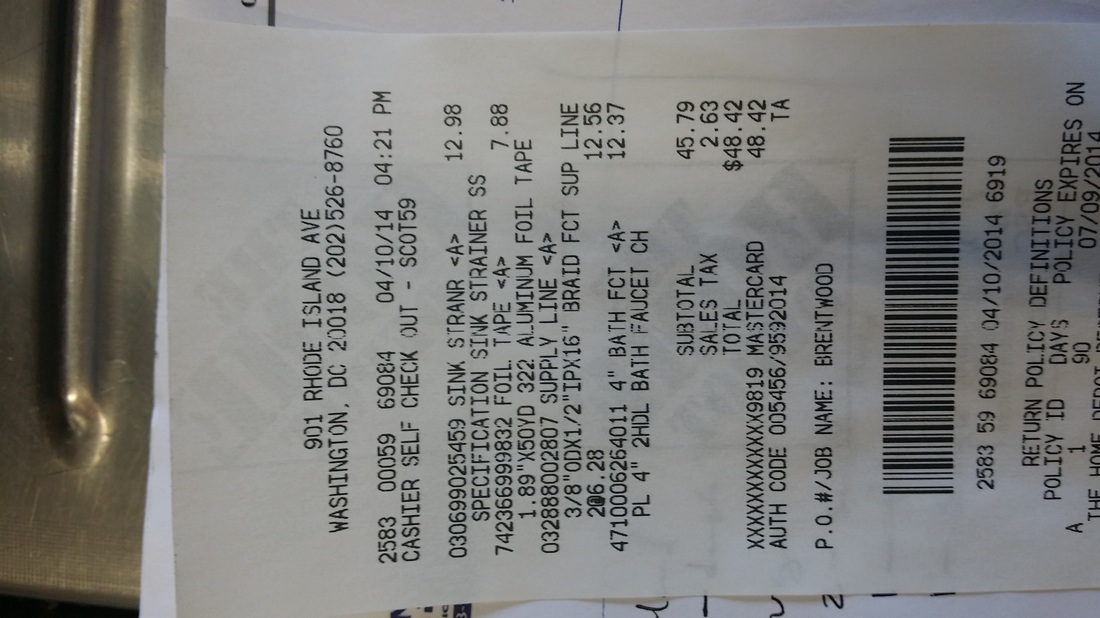 901 RHODE ISLAND AVE
WASHINGTON, DC 20018 (202)526-8760
2583 00059 69084 04/10/14 04:21 PM
CASHIER SELF CHECK OUT - SCOT59
030699025459 SINK STRANR <A> 12.98
SPECIFICATION SINK STRAINER SS
742366999832 FOIL TAPE <A> 7.88
1.89"X50YD 322 ALUMINUM FOIL TAPE
032888002807 SUPPLY LINE <A>
3/8"ODX1/2"IPX16" BRAID FCT SUP LINE
2@6.28 12.56
471000626401 4" BATH FCT <A> 12.37
PL 4" 2HDL BATH FAUCET CH
SUBTOTAL 45.79
SALES TAX 2.63
TOTAL $48.42
XXXXXXXXXXXX9819 MASTERCARD 48.42
AUTH CODE 005456/9592014 TA
P.O.#/JOB NAME: BRENTWOOD
2583 59 69084 04/10/2014 6919
RETURN POLICY DEFINITIONS
POLICY ID DAYS POLICY EXPIRES ON
A 1 90 07/09/2014
THE HOME DEPOT